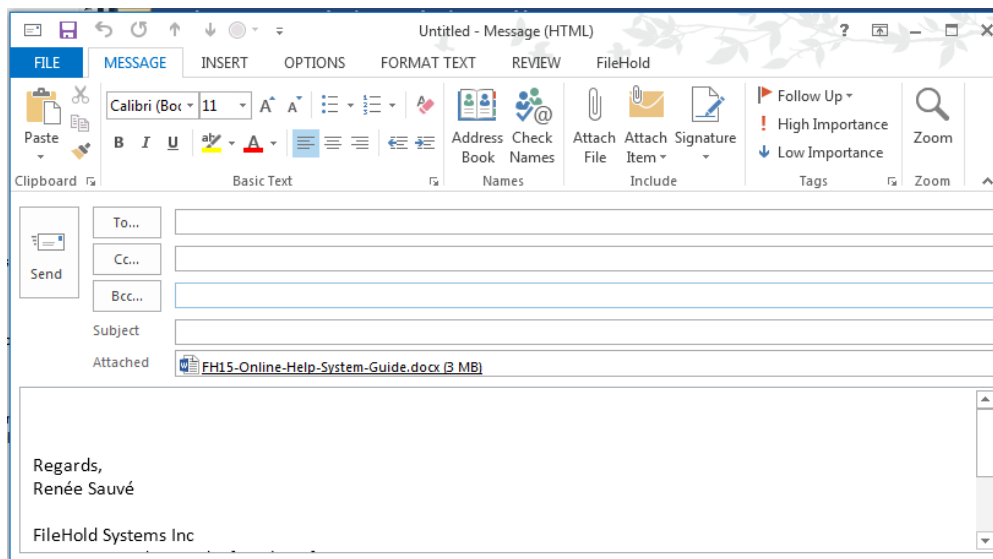 Untitled - Message (HTML)
?
FILE MESSAGE INSERT OPTIONS FORMAT TEXT REVIEW FileHold
Calibri (Boc 11 A A
Paste
B I U aby A
Address Book
Check Names
Attach File
Attach Item
Signature
Follow Up
! High Importance
Low Importance
Zoom
Clipboard Basic Text Names Include Tags Zoom
To...
Cc...
Send
Bcc...
Subject
Attached FH15-Online-Help-System-Guide.docx (3 MB)
Regards,
Renée Sauvé
FileHold Systems Inc